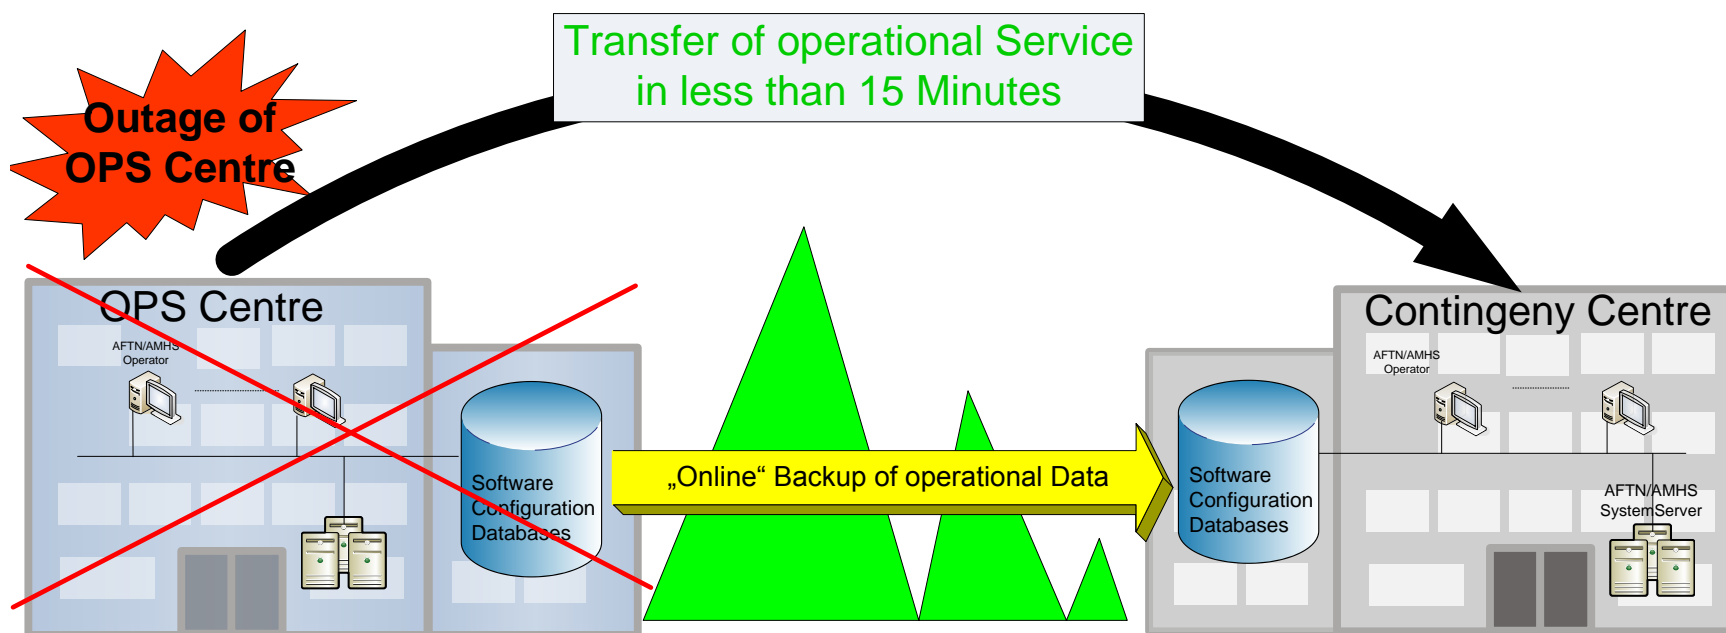 Transfer of operational Service
in less than 15 Minutes
Outage of
OPS Centre
OPS Centre
AFTN/AMHS
Operator
Software
Configuration
Databases
„Online“ Backup of operational Data
Contingeny Centre
AFTN/AMHS
Operator
Software
Configuration
Databases
AFTN/AMHS
SystemServer